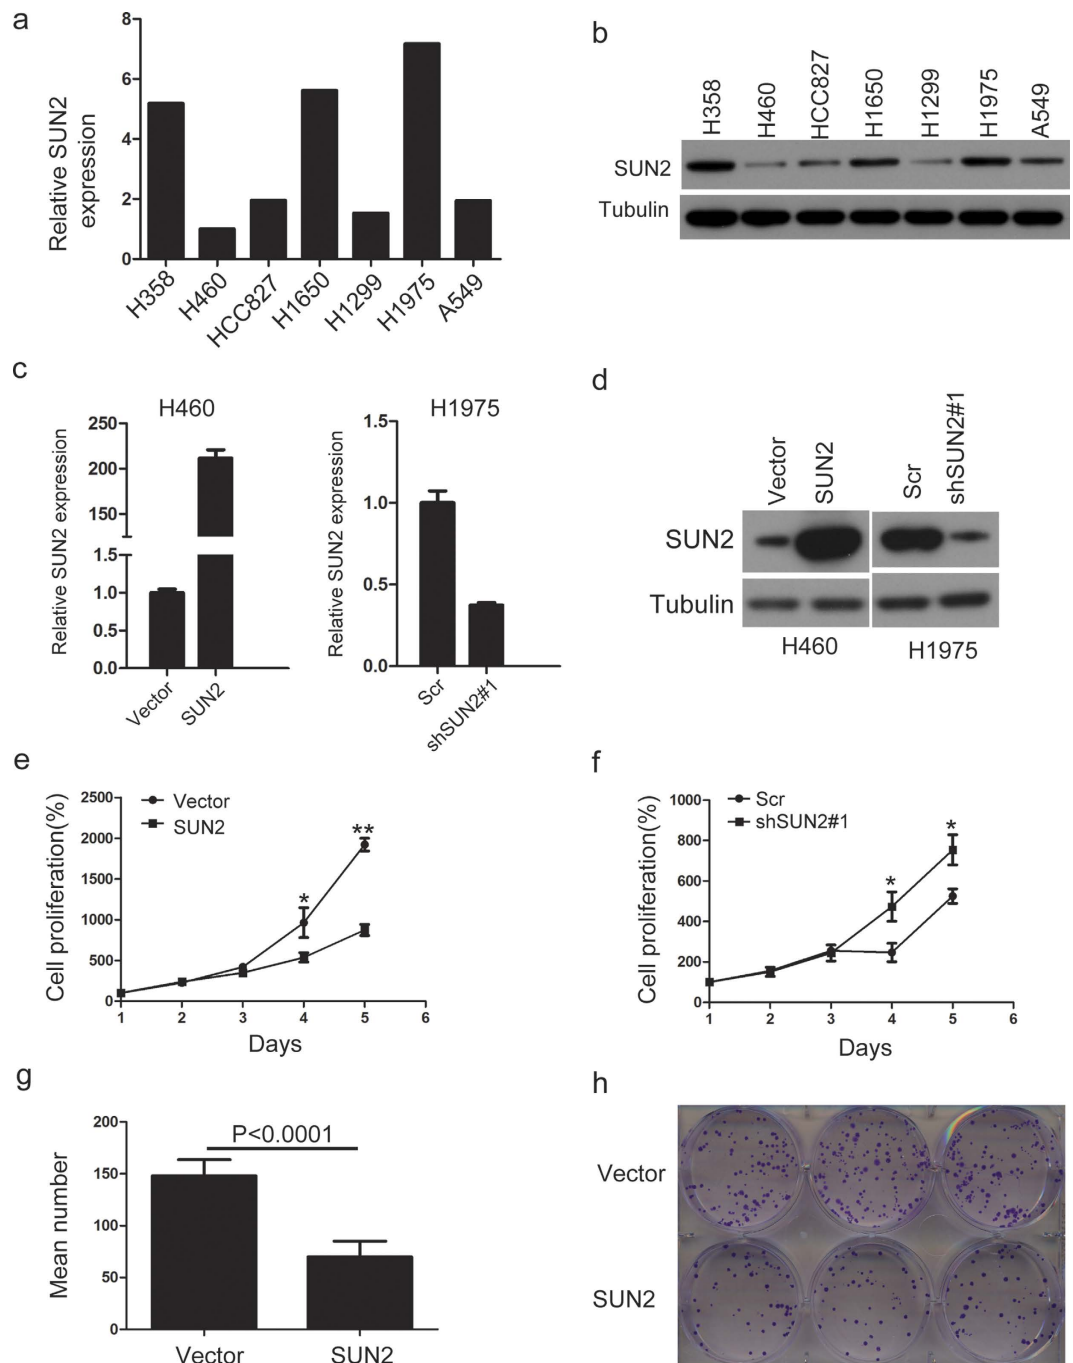 a
8
6
4
2
0
Relative SUN2
expression
H358
H460
HCC827
H1650
H1299
H1975
A549
b
H358
H460
HCC827
H1650
H1299
H1975
A549
SUN2
Tubulin
c
H460
250
200
150
100
50
1.5
1.0
0.5
0.0
Relative SUN2 expression
Vector
SUN2
H1975
1.5
1.0
0.5
0.0
Relative SUN2 expression
Scr
shSUN2#1
d
Vector
SUN2
Scr
shSUN2#1
SUN2
Tubulin
H460
H1975
e
2500
2000
1500
1000
500
0
Cell proliferation(%)
Vector
SUN2
*
**
1 2 3 4 5 6
Days
f
1000
800
600
400
200
0
Cell proliferation(%)
Scr
shSUN2#1
*
*
1 2 3 4 5 6
Days
g
200
150
100
50
0
Mean number
P<0.0001
Vector
SUN2
h
Vector
SUN2